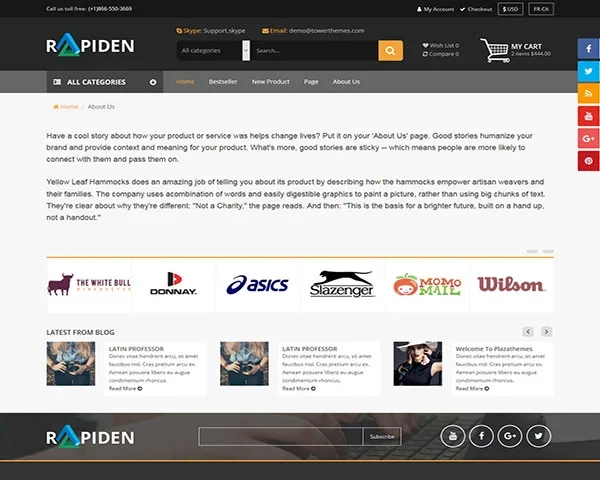 Call us toll free: (+1)866-550-3669
My Account Checkout $ USD FR-CA
RAPIDEN
Skype: Support.skype Email: demo@towerthemes.com
All categories Search...
Wish List 0
Compare 0
MY CART
2 items $444.00
ALL CATEGORIES Home Bestseller New Product Page About Us
Home / About Us
Have a cool story about how your product or service was helps change lives? Put it on your 'About Us' page. Good stories humanize your
brand and provide context and meaning for your product. What's more, good stories are sticky -- which means people are more likely to
connect with them and pass them on.
Yellow Leaf Hammocks does an amazing job of telling you about its product by describing how the hammocks empower artisan weavers and
their families. The company uses acombination of words and easily digestible graphics to paint a picture, rather than using big chunks of text.
They're clear about why they're different: "Not a Charity," the page reads. And then: "This is the basis for a brighter future, built on a hand up,
not a handout."
THE WHITE BULL
DONNAY.
asics
Slazenger
MOMO
MAIL
Wilson.
LATEST FROM BLOG
LATIN PROFESSOR
Donec vitae hendrerit arcu, sit amet
faucibus nisl. Cras pretium arcu ex.
Aenean posuere libero eu augue
condimentum rhoncus.
Read More
LATIN PROFESSOR
Donec vitae hendrerit arcu, sit amet
faucibus nisl. Cras pretium arcu ex.
Aenean posuere libero eu augue
condimentum rhoncus.
Read More
Welcome To Plazathemes
Donec vitae hendrerit arcu, sit amet
faucibus nisl. Cras pretium arcu ex.
Aenean posuere libero eu augue
condimentum rhoncus.
Read More
RAPIDEN
Subscribe